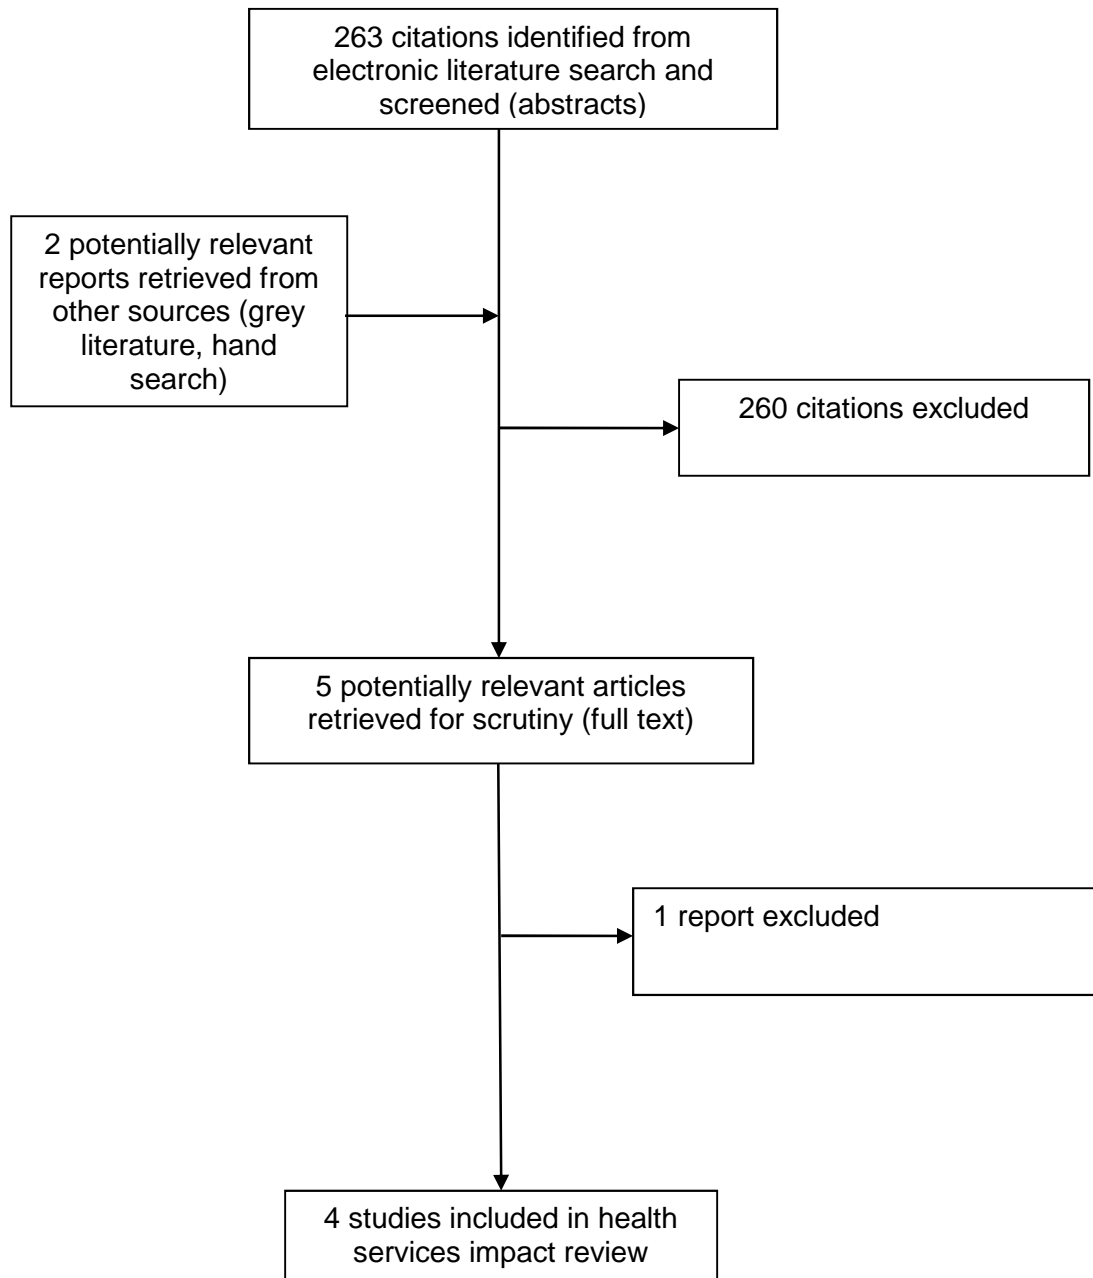 263 citations identified from
electronic literature search and
screened (abstracts)
2 potentially relevant
reports retrieved from
other sources (grey
literature, hand
search)
260 citations excluded
5 potentially relevant articles
retrieved for scrutiny (full text)
1 report excluded
4 studies included in health
services impact review